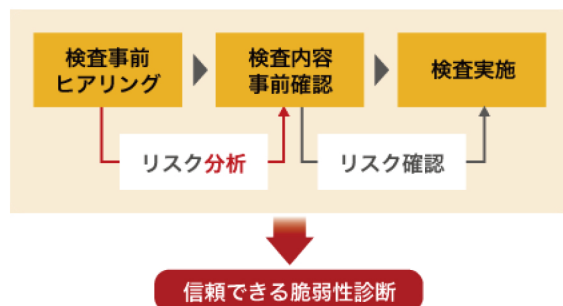 検査事前
ヒアリング
検査内容
事前確認
検査実施
リスク分析
リスク確認
信頼できる脆弱性診断